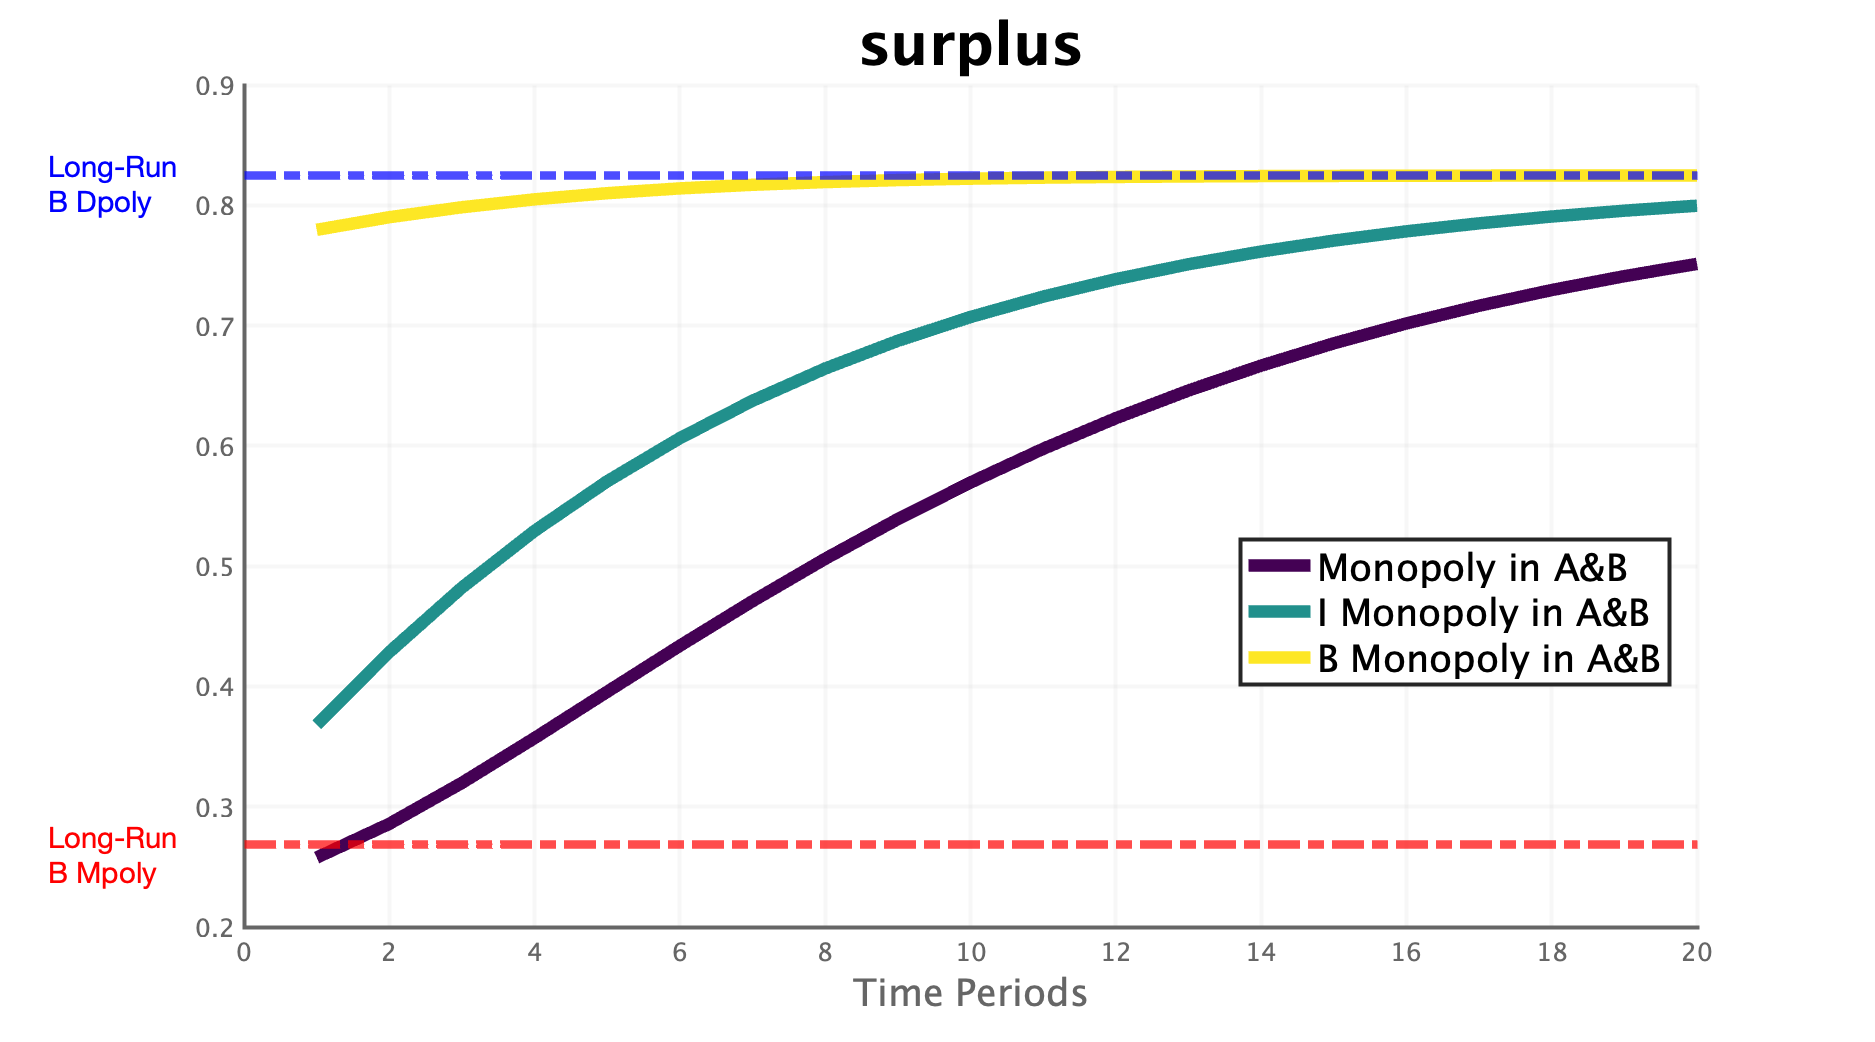 surplus
0.9
Long-Run
B Dpoly
0.8
0.7
0.6
0.5
0.4
0.3
Long-Run
B Mpoly
0.2
Monopoly in A&B
I Monopoly in A&B
B Monopoly in A&B
0 2 4 6 8 10 12 14 16 18 20
Time Periods